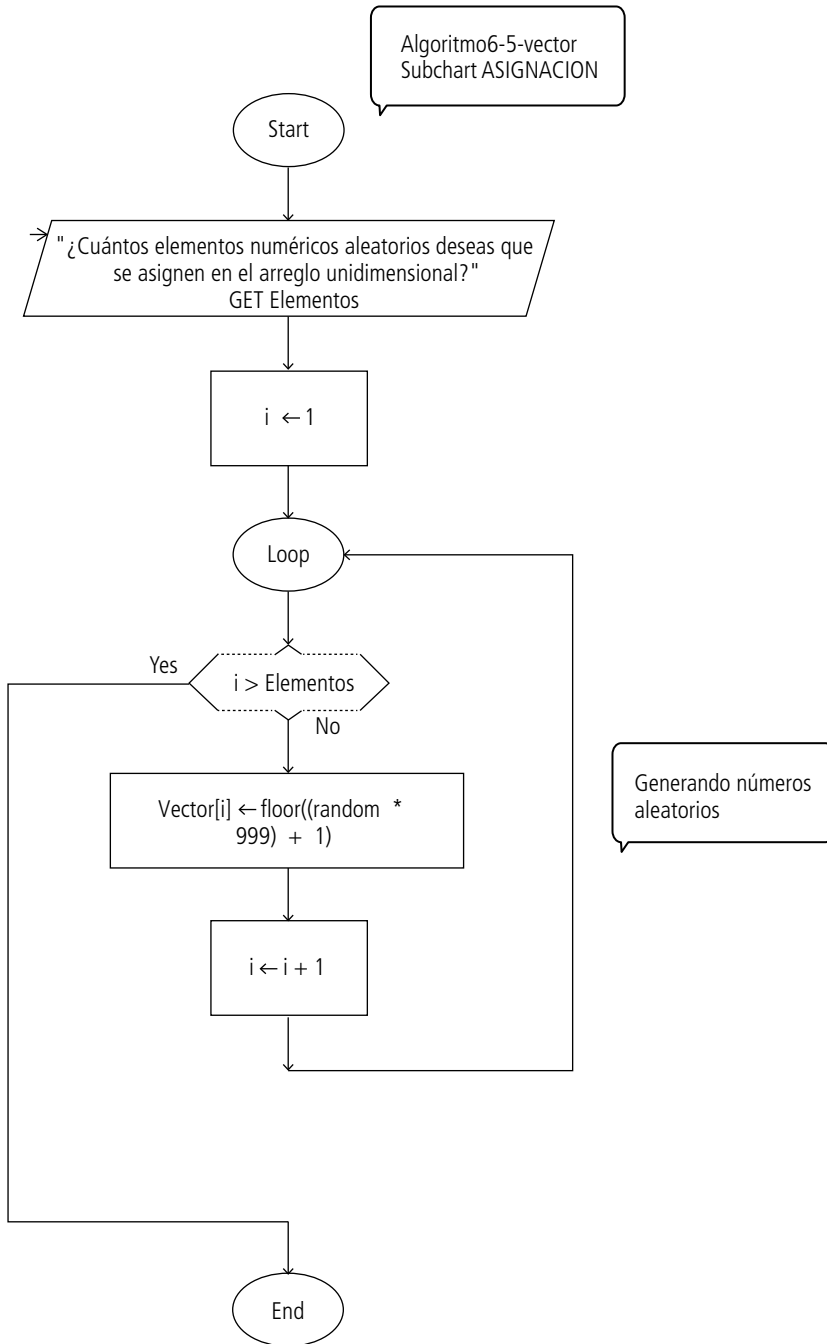 Algoritmo6-5-vector
Subchart ASIGNACION
Start
"¿Cuántos elementos numéricos aleatorios deseas que
se asignen en el arreglo unidimensional?"
GET Elementos
i ← 1
Loop
Yes
i > Elementos
No
Vector[i] ← floor((random *
999) + 1)
Generando números
aleatorios
i ← i + 1
End